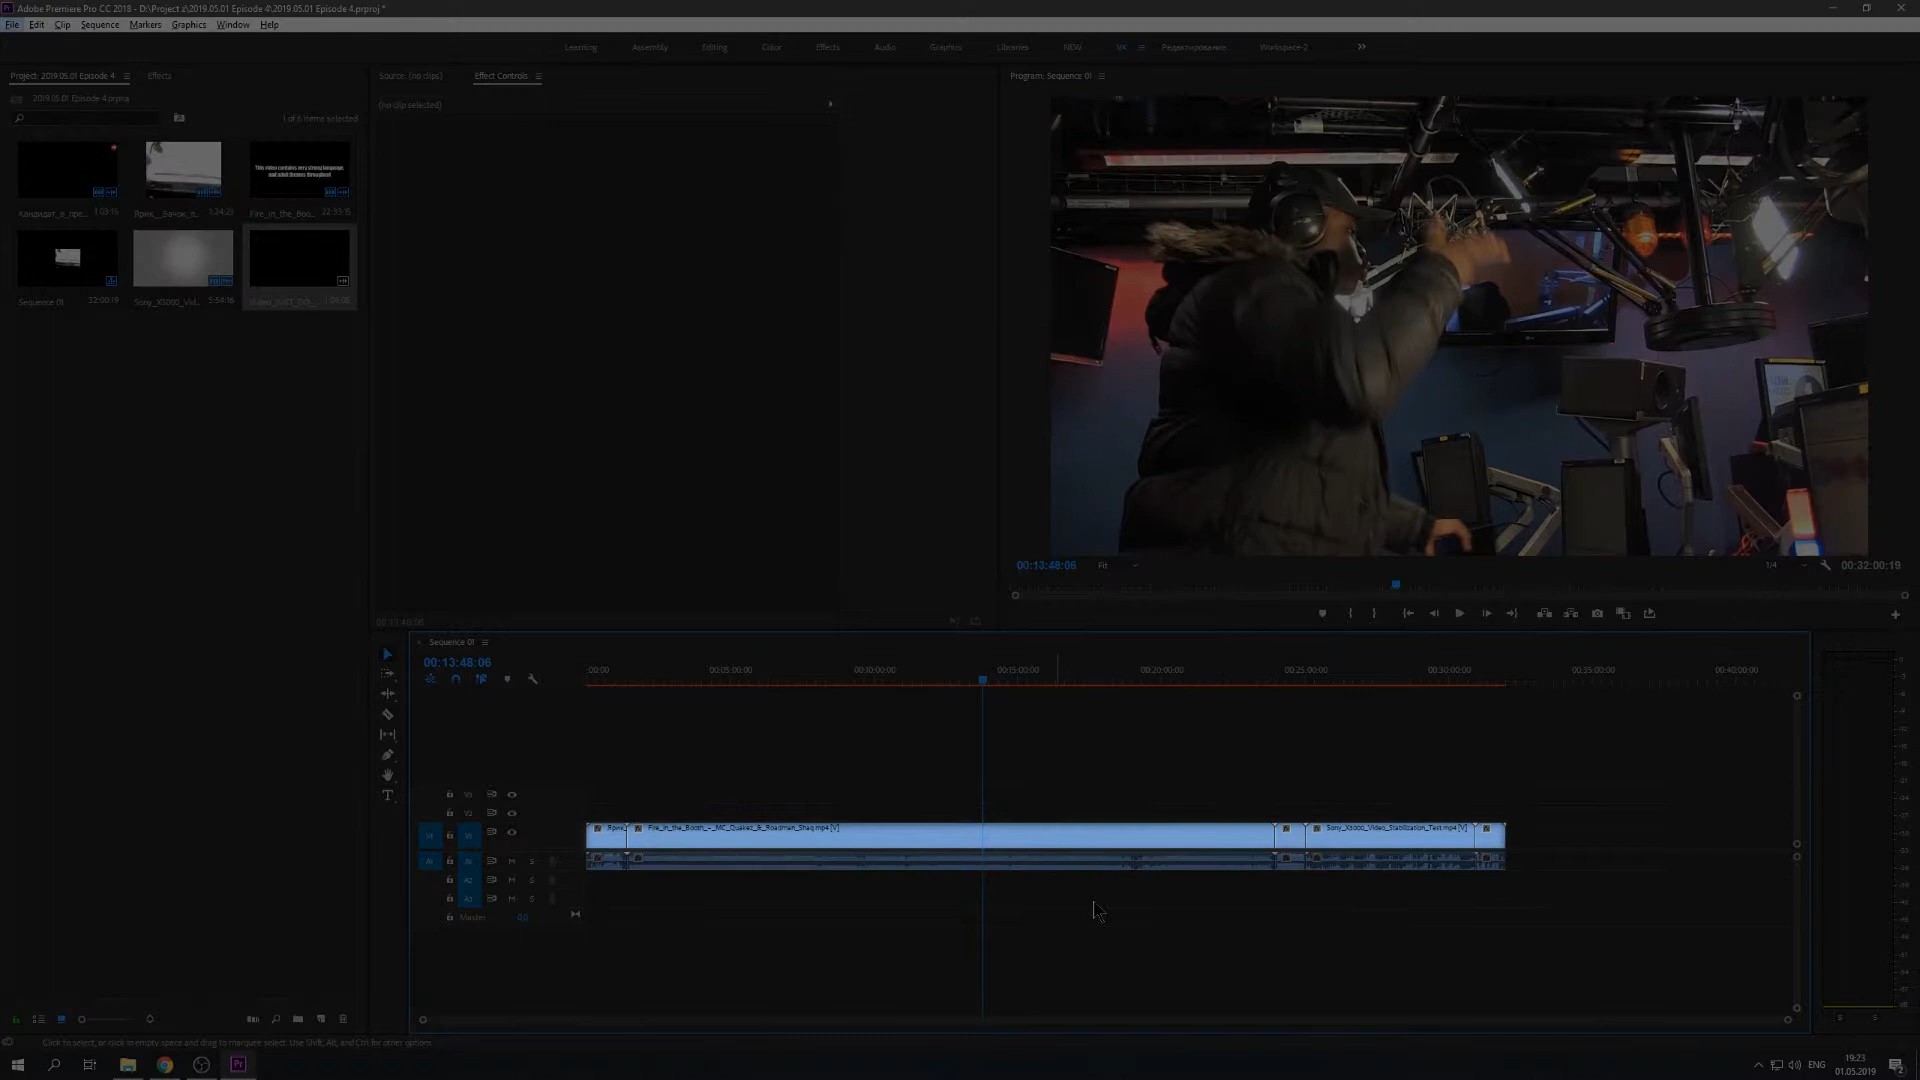 Adobe Premiere Pro CC 2018 - D:\Project z\2019.05.01 Episode 4\2019.05.01 Episode 4.prproj *
File Edit Clip Sequence Markers Graphics Window Help
Learning Assembly Editing Color Effects Audio Graphics Libraries NEW VK Редактирование Workspace-2
Project: 2019.05.01 Episode 4 Effects
Source: (no clips) Effect Controls
Program: Sequence 01
2019.05.01 Episode 4.prproj
(no clip selected)
1 of 6 items selected
This video contains very strong language
and adult themes throughout
Кандидат_в_пре... 1:03:15
Ярик__Бачок_п... 1:24:23
Fire_in_the_Boo... 22:33:15
Sequence 01 32:00:19
Sony_X3000_Vid... 5:54:16
Video_JUST_DO_... 1:04:06
00:13:48:06 Fit 1/4 00:32:00:19
00:13:48:06
Sequence 01
00:13:48:06
:00:00 00:05:00:00 00:10:00:00 00:15:00:00 00:20:00:00 00:25:00:00 00:30:00:00 00:35:00:00 00:40:00:00
V3
V2
V1 V1
Ярик_ Fire_in_the_Booth_-_MC_Quakez_&_Roadman_Shaq.mp4 [V] Sony_X3000_Video_Stabilization_Test.mp4 [V]
A1 M S
A2 M S
A3 M S
Master 0,0
S S
Click to select, or click in empty space and drag to marquee select. Use Shift, Alt, and Ctrl for other options.
ENG
19:23
01.05.2019